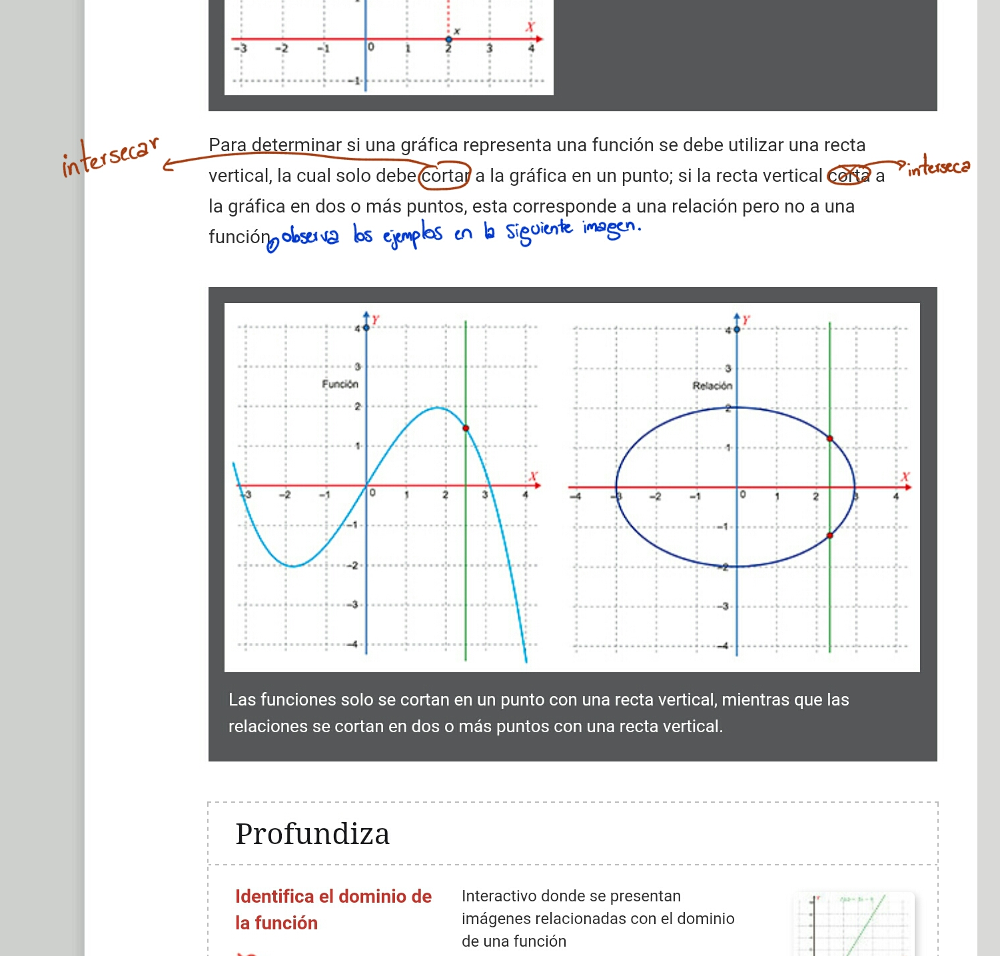 X
x
-3 -2 -1 0 1 2 3 4
-1
Para determinar si una gráfica representa una función se debe utilizar una recta
intersecar
vertical, la cual solo debe cortar a la gráfica en un punto; si la recta vertical corta a
interseca
la gráfica en dos o más puntos, esta corresponde a una relación pero no a una
función, observa los ejemplos en la siguiente imagen.
Y
4
3
Función
2
1
X
-3 -2 -1 0 1 2 3 4
-1
-2
-3
-4
Y
4
3
Relación
2
1
X
-4 -3 -2 -1 0 1 2 3 4
-1
-2
-3
-4
Las funciones solo se cortan en un punto con una recta vertical, mientras que las
relaciones se cortan en dos o más puntos con una recta vertical.
Profundiza
Identifica el dominio de
la función
Interactivo donde se presentan
imágenes relacionadas con el dominio
de una función